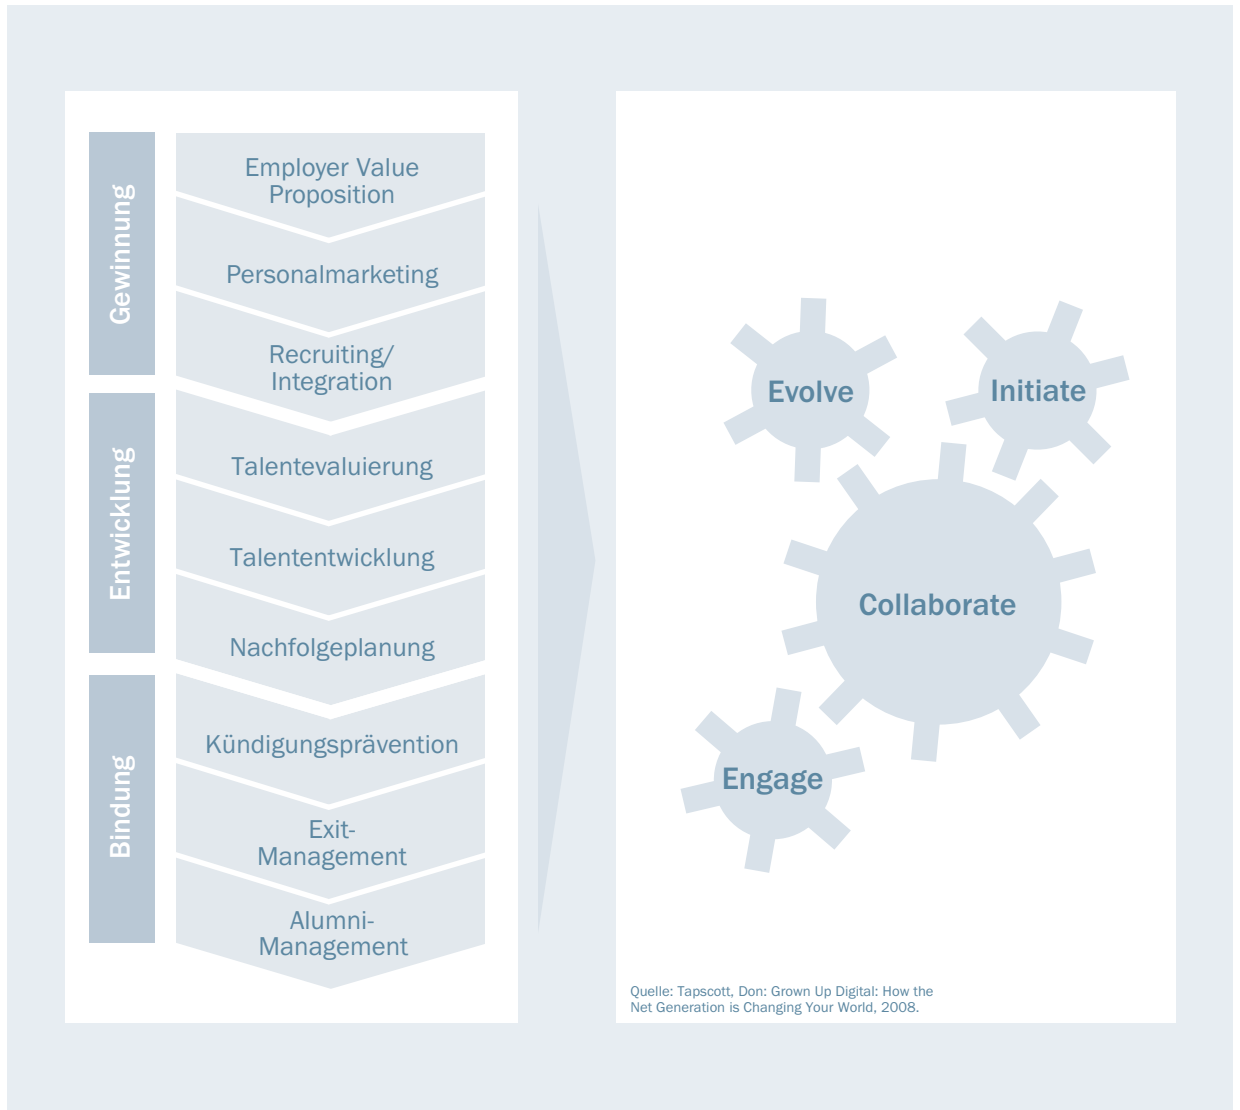 Gewinnung
Employer Value
Proposition
Personalmarketing
Recruiting/
Integration
Entwicklung
Talentevaluierung
Talententwicklung
Nachfolgeplanung
Bindung
Kündigungsprävention
Exit-
Management
Alumni-
Management
Evolve
Initiate
Collaborate
Engage
Quelle: Tapscott, Don: Grown Up Digital: How the
Net Generation is Changing Your World, 2008.